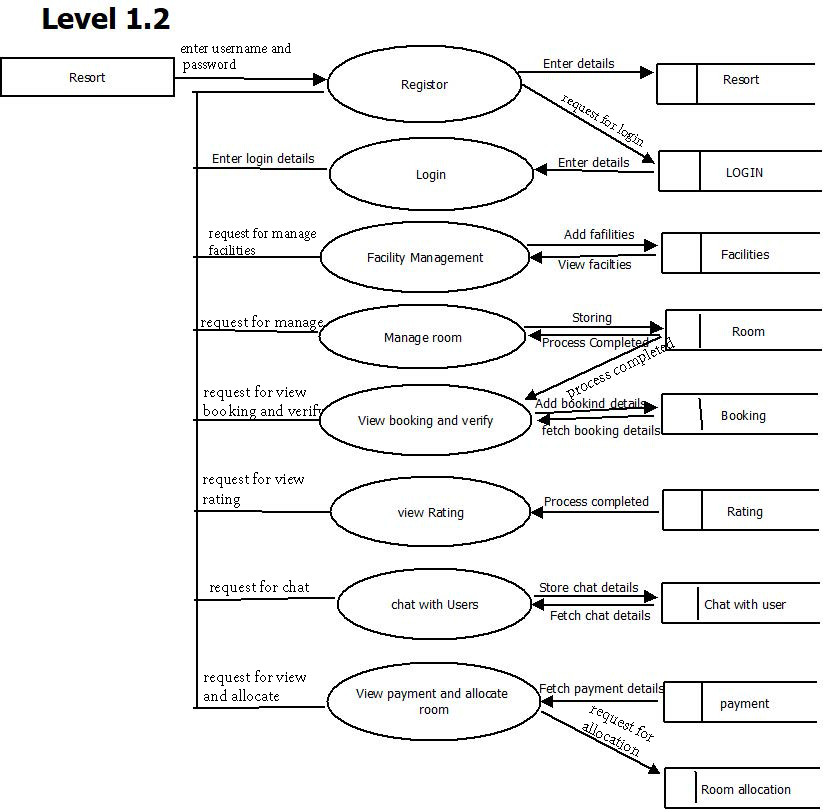 Level 1.2
enter username and
password
Resort
Registor
Enter details
Resort
request for login
Enter login details
Login
Enter details
LOGIN
request for manage
facilities
Facility Management
Add fafilities
View facilties
Facilities
request for manage
Manage room
Storing
Process Completed
Room
process completed
request for view
booking and verify
View booking and verify
Add bookind details
fetch booking details
Booking
request for view
rating
view Rating
Process completed
Rating
request for chat
chat with Users
Store chat details
Fetch chat details
Chat with user
request for view
and allocate
View payment and allocate
room
Fetch payment details
payment
request for
allocation
Room allocation